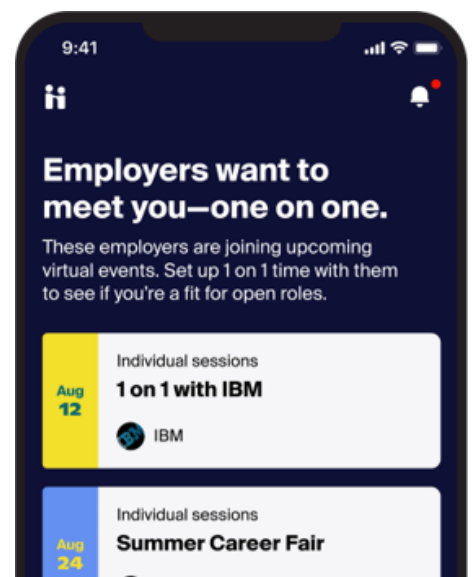 9:41
Employers want to
meet you—one on one.
These employers are joining upcoming
virtual events. Set up 1 on 1 time with them
to see if you're a fit for open roles.
Individual sessions
Aug
12
1 on 1 with IBM
IBM
IBM
Individual sessions
Aug
24
Summer Career Fair